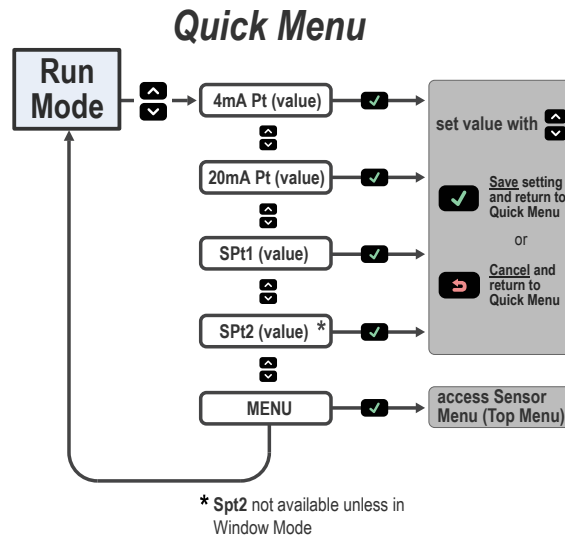 Quick Menu
Run
Mode
4mA Pt (value)
20mA Pt (value)
SPt1 (value)
SPt2 (value) *
MENU
set value with
Save setting
and return to
Quick Menu
or
Cancel and
return to
Quick Menu
access Sensor
Menu (Top Menu)
* Spt2 not available unless in
Window Mode